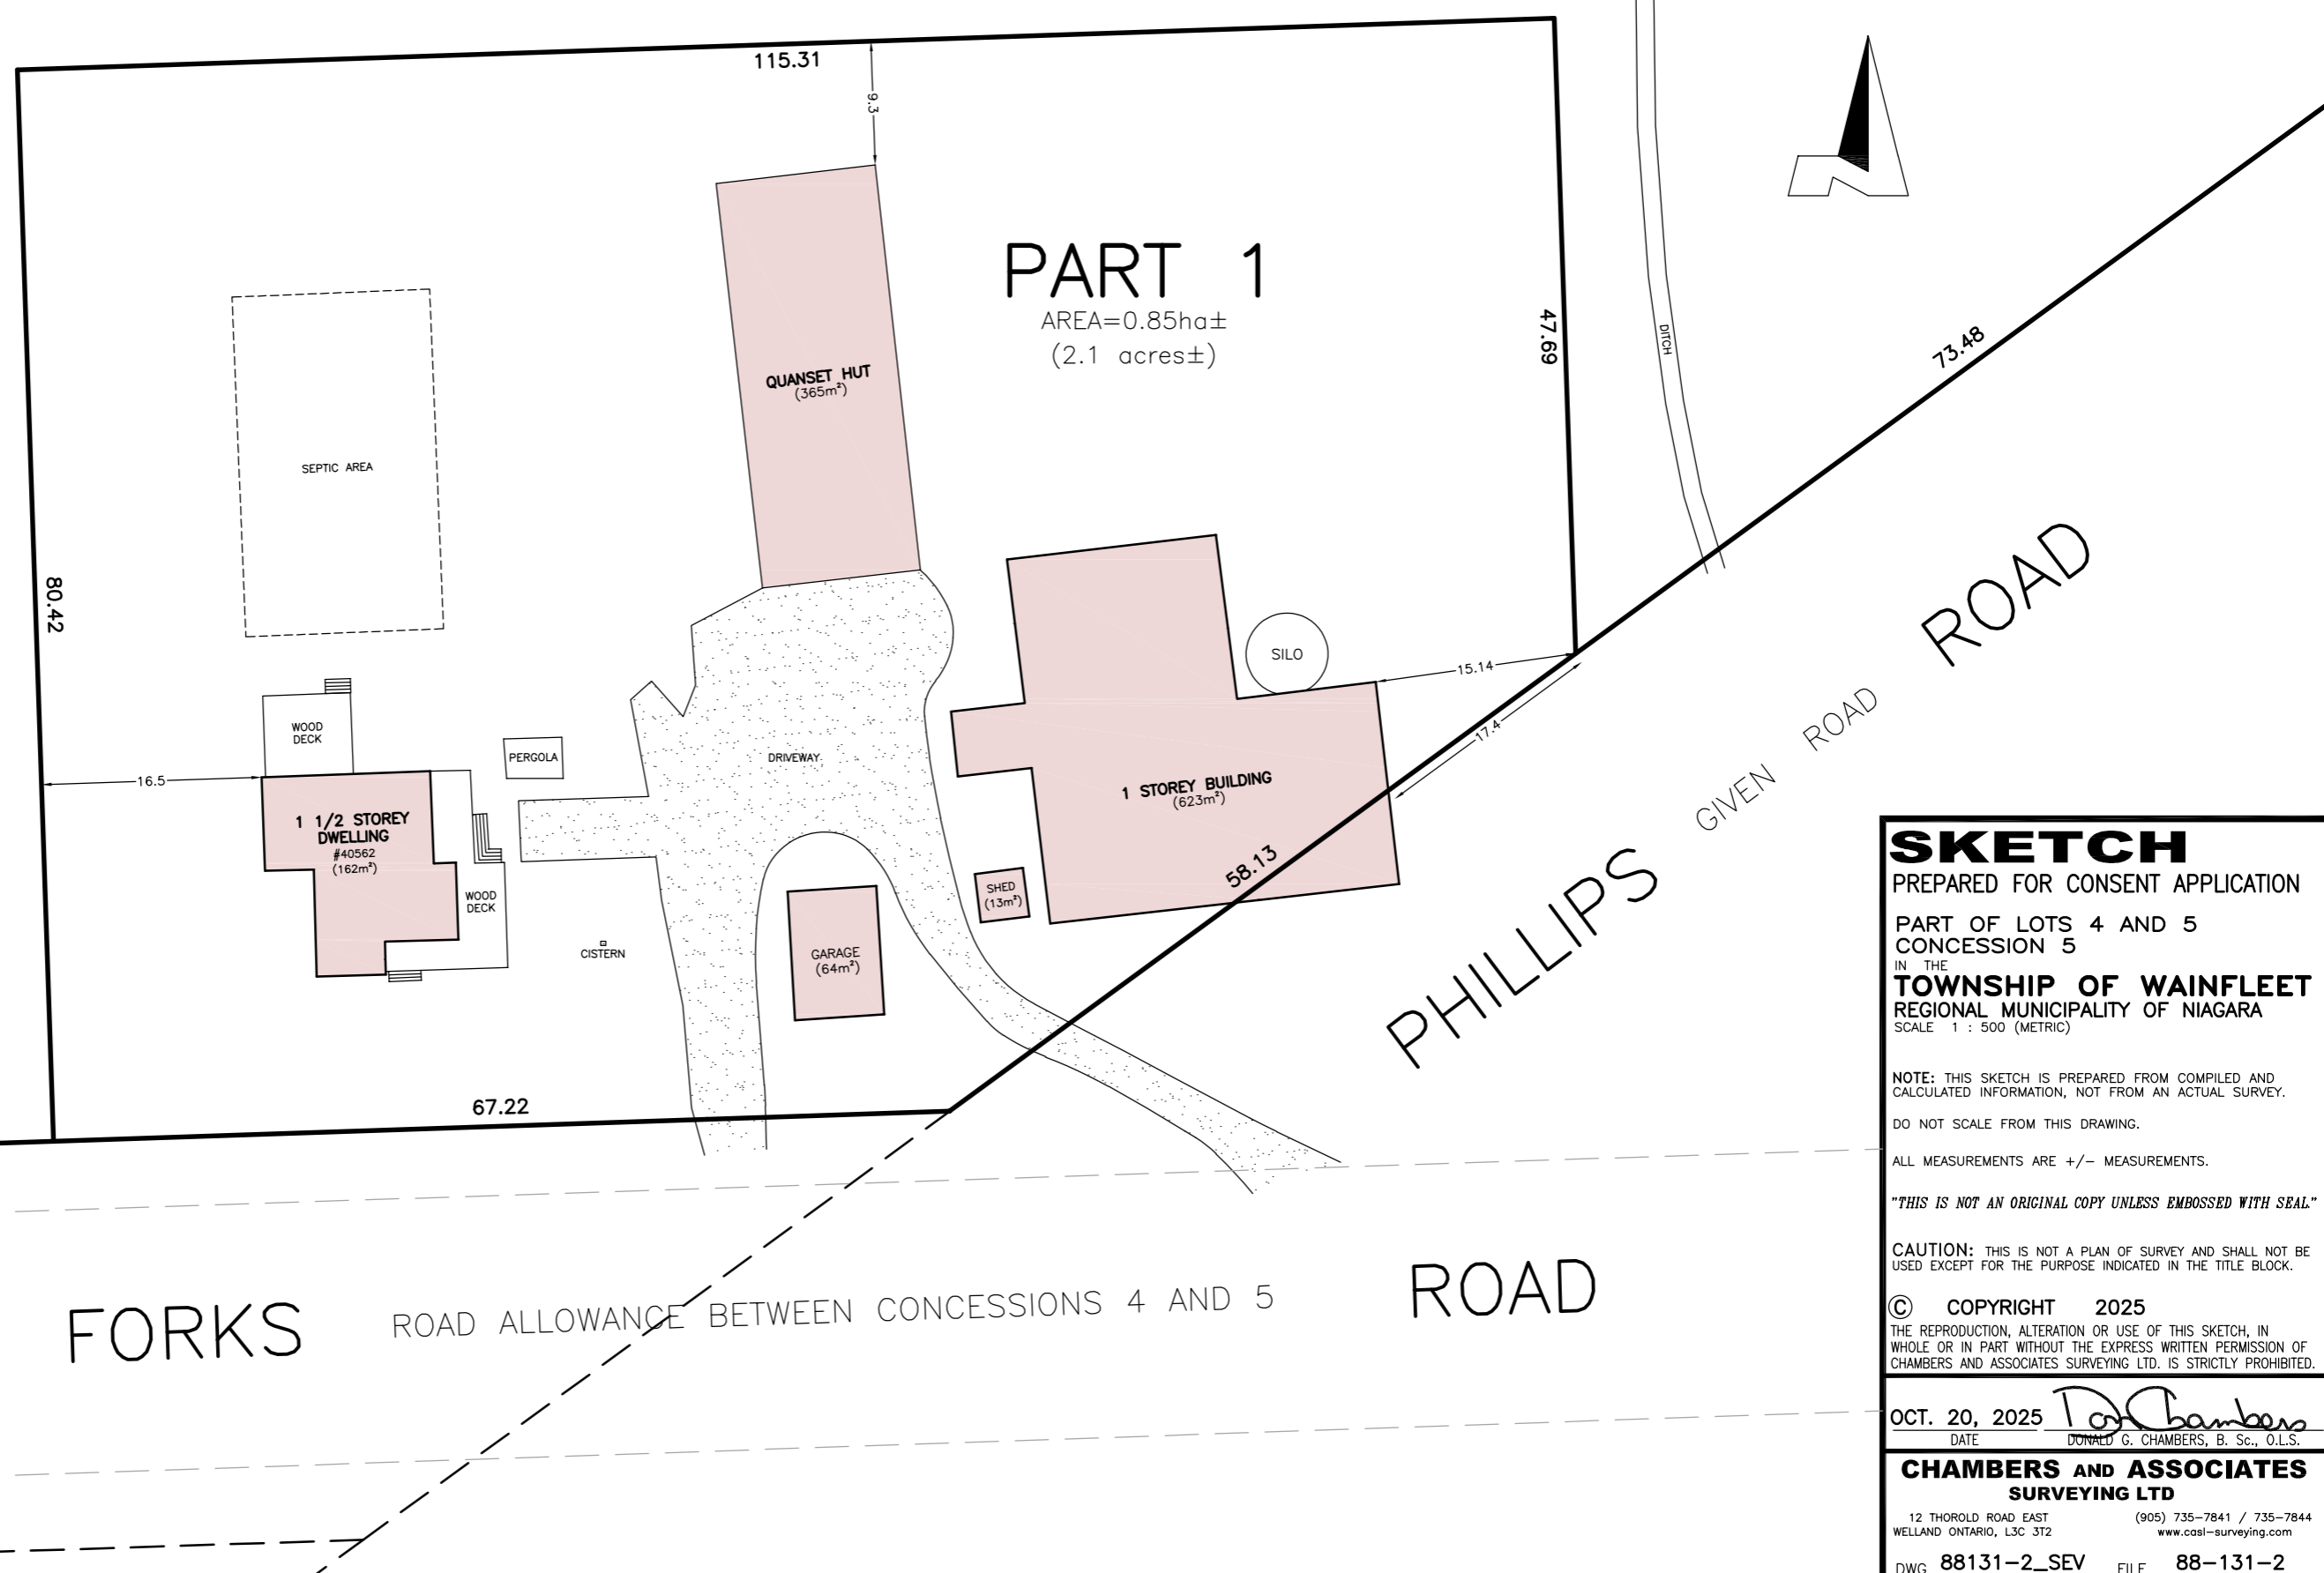 115.31
9.3
PART 1
AREA=0.85ha±
(2.1 acres±)
QUANSET HUT
(365m²)
47.69
DITCH
73.48
SEPTIC AREA
80.42
SILO
15.14
17.4
WOOD
DECK
PERGOLA
DRIVEWAY
16.5
1 STOREY BUILDING
(623m²)
1 1/2 STOREY
DWELLING
#40562
(162m²)
WOOD
DECK
58.13
SHED
(13m²)
CISTERN
GARAGE
(64m²)
67.22
PHILLIPS GIVEN ROAD ROAD
FORKS ROAD ALLOWANCE BETWEEN CONCESSIONS 4 AND 5 ROAD
SKETCH
PREPARED FOR CONSENT APPLICATION
PART OF LOTS 4 AND 5
CONCESSION 5
IN THE
TOWNSHIP OF WAINFLEET
REGIONAL MUNICIPALITY OF NIAGARA
SCALE 1 : 500 (METRIC)
NOTE: THIS SKETCH IS PREPARED FROM COMPILED AND
CALCULATED INFORMATION, NOT FROM AN ACTUAL SURVEY.
DO NOT SCALE FROM THIS DRAWING.
ALL MEASUREMENTS ARE +/− MEASUREMENTS.
"THIS IS NOT AN ORIGINAL COPY UNLESS EMBOSSED WITH SEAL"
CAUTION: THIS IS NOT A PLAN OF SURVEY AND SHALL NOT BE
USED EXCEPT FOR THE PURPOSE INDICATED IN THE TITLE BLOCK.
© COPYRIGHT 2025
THE REPRODUCTION, ALTERATION OR USE OF THIS SKETCH, IN
WHOLE OR IN PART WITHOUT THE EXPRESS WRITTEN PERMISSION OF
CHAMBERS AND ASSOCIATES SURVEYING LTD. IS STRICTLY PROHIBITED.
OCT. 20, 2025 Don Chambers
DATE DONALD G. CHAMBERS, B. Sc., O.L.S.
CHAMBERS AND ASSOCIATES
SURVEYING LTD
12 THOROLD ROAD EAST (905) 735-7841 / 735-7844
WELLAND ONTARIO, L3C 3T2 www.casl-surveying.com
DWG 88131-2_SEV FILE 88-131-2